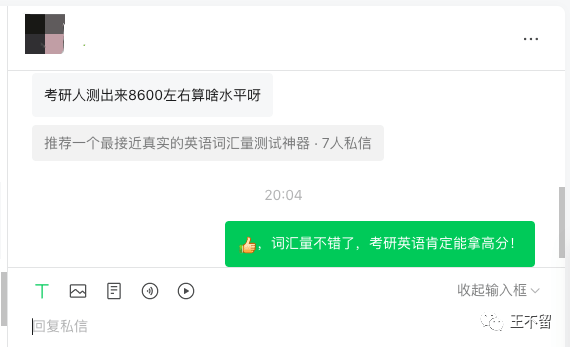 考研人测出来8600左右算啥水平呀
推荐一个最接近真实的英语词汇量测试神器 · 7人私信
20:04
👍，词汇量不错了，考研英语肯定能拿高分！
收起输入框
回复私信
王不留